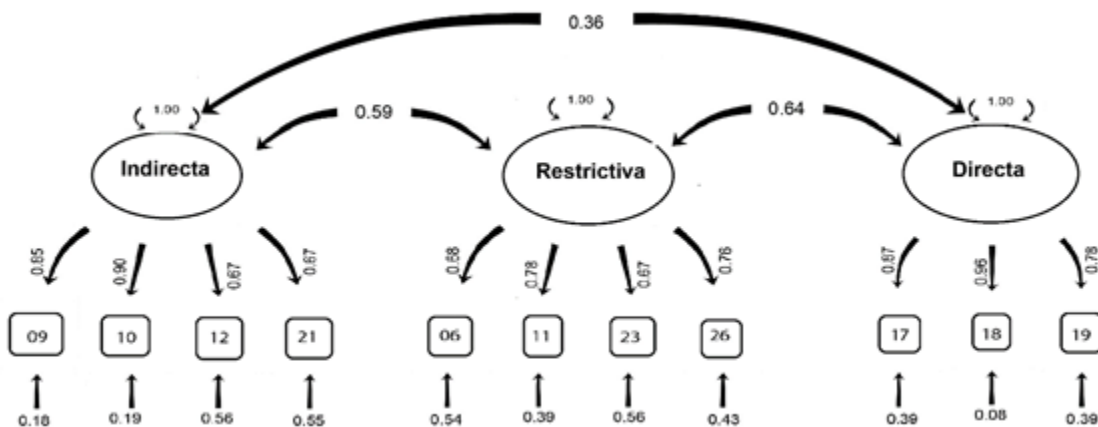 0.36
1.00 0.59 1.00 0.64 1.00
Indirecta Restrictiva Directa
0.85 0.90 0.67 0.67 0.68 0.78 0.67 0.76 0.87 0.96 0.78
09 10 12 21 06 11 23 26 17 18 19
0.18 0.19 0.56 0.55 0.54 0.39 0.56 0.43 0.39 0.08 0.39